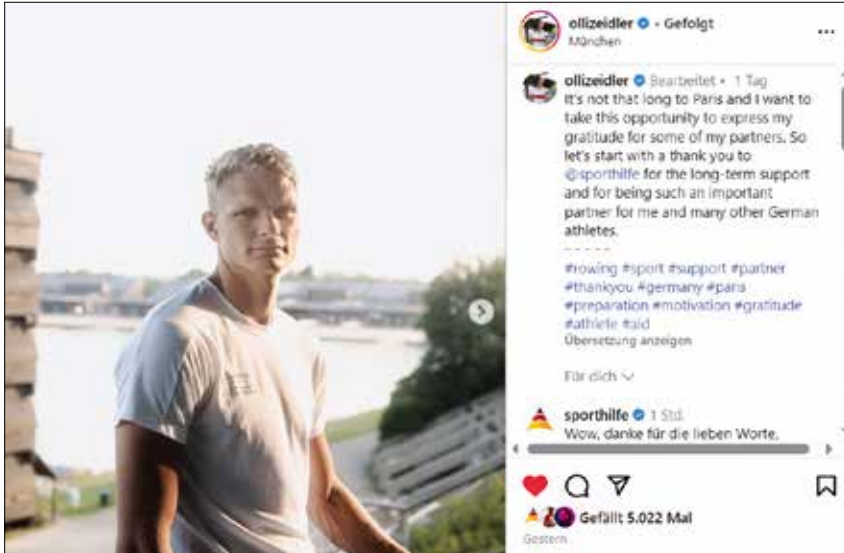 ollizeidler • Gefolgt
München
ollizeidler Bearbeitet • 1 Tag
It's not that long to Paris and I want to
take this opportunity to express my
gratitude for some of my partners. So
let's start with a thank you to
@sporthilfe for the long-term support
and for being such an important
partner for me and many other German
athletes.
- - - - -
#rowing #sport #support #partner
#thankyou #germany #paris
#preparation #motivation #gratitude
#athlete #aid
Übersetzung anzeigen
Für dich
sporthilfe 1 Std.
Wow, danke für die lieben Worte,
Gefällt 5.022 Mal
Gestern